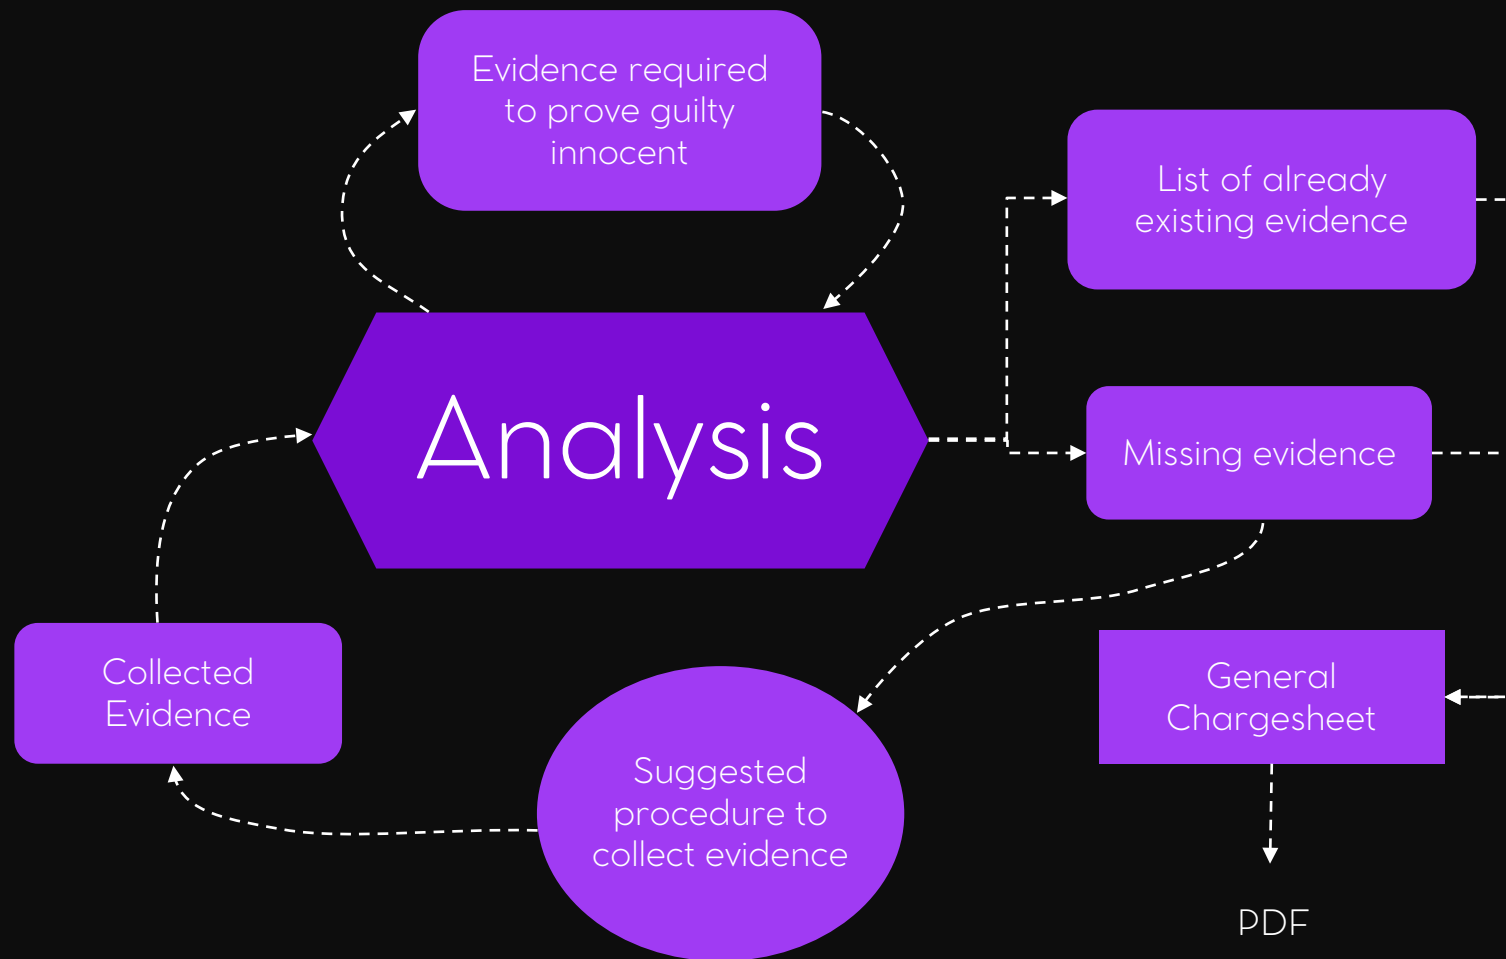 Evidence required
to prove guilty
innocent
List of already
existing evidence
Analysis
Missing evidence
Collected
Evidence
General
Chargesheet
Suggested
procedure to
collect evidence
PDF